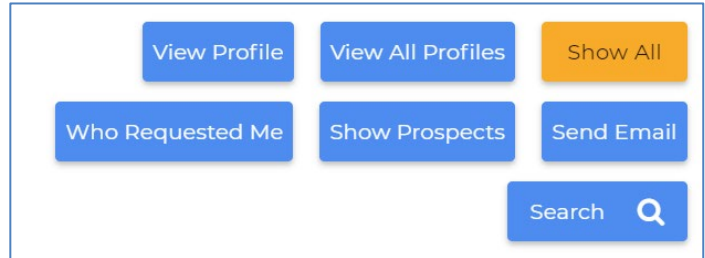 View Profile View All Profiles Show All
Who Requested Me Show Prospects Send Email
Search